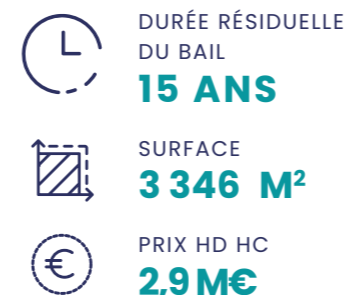 DURÉE RÉSIDUELLE
DU BAIL
15 ANS
SURFACE
3 346 M²
PRIX HD HC
2,9 M€